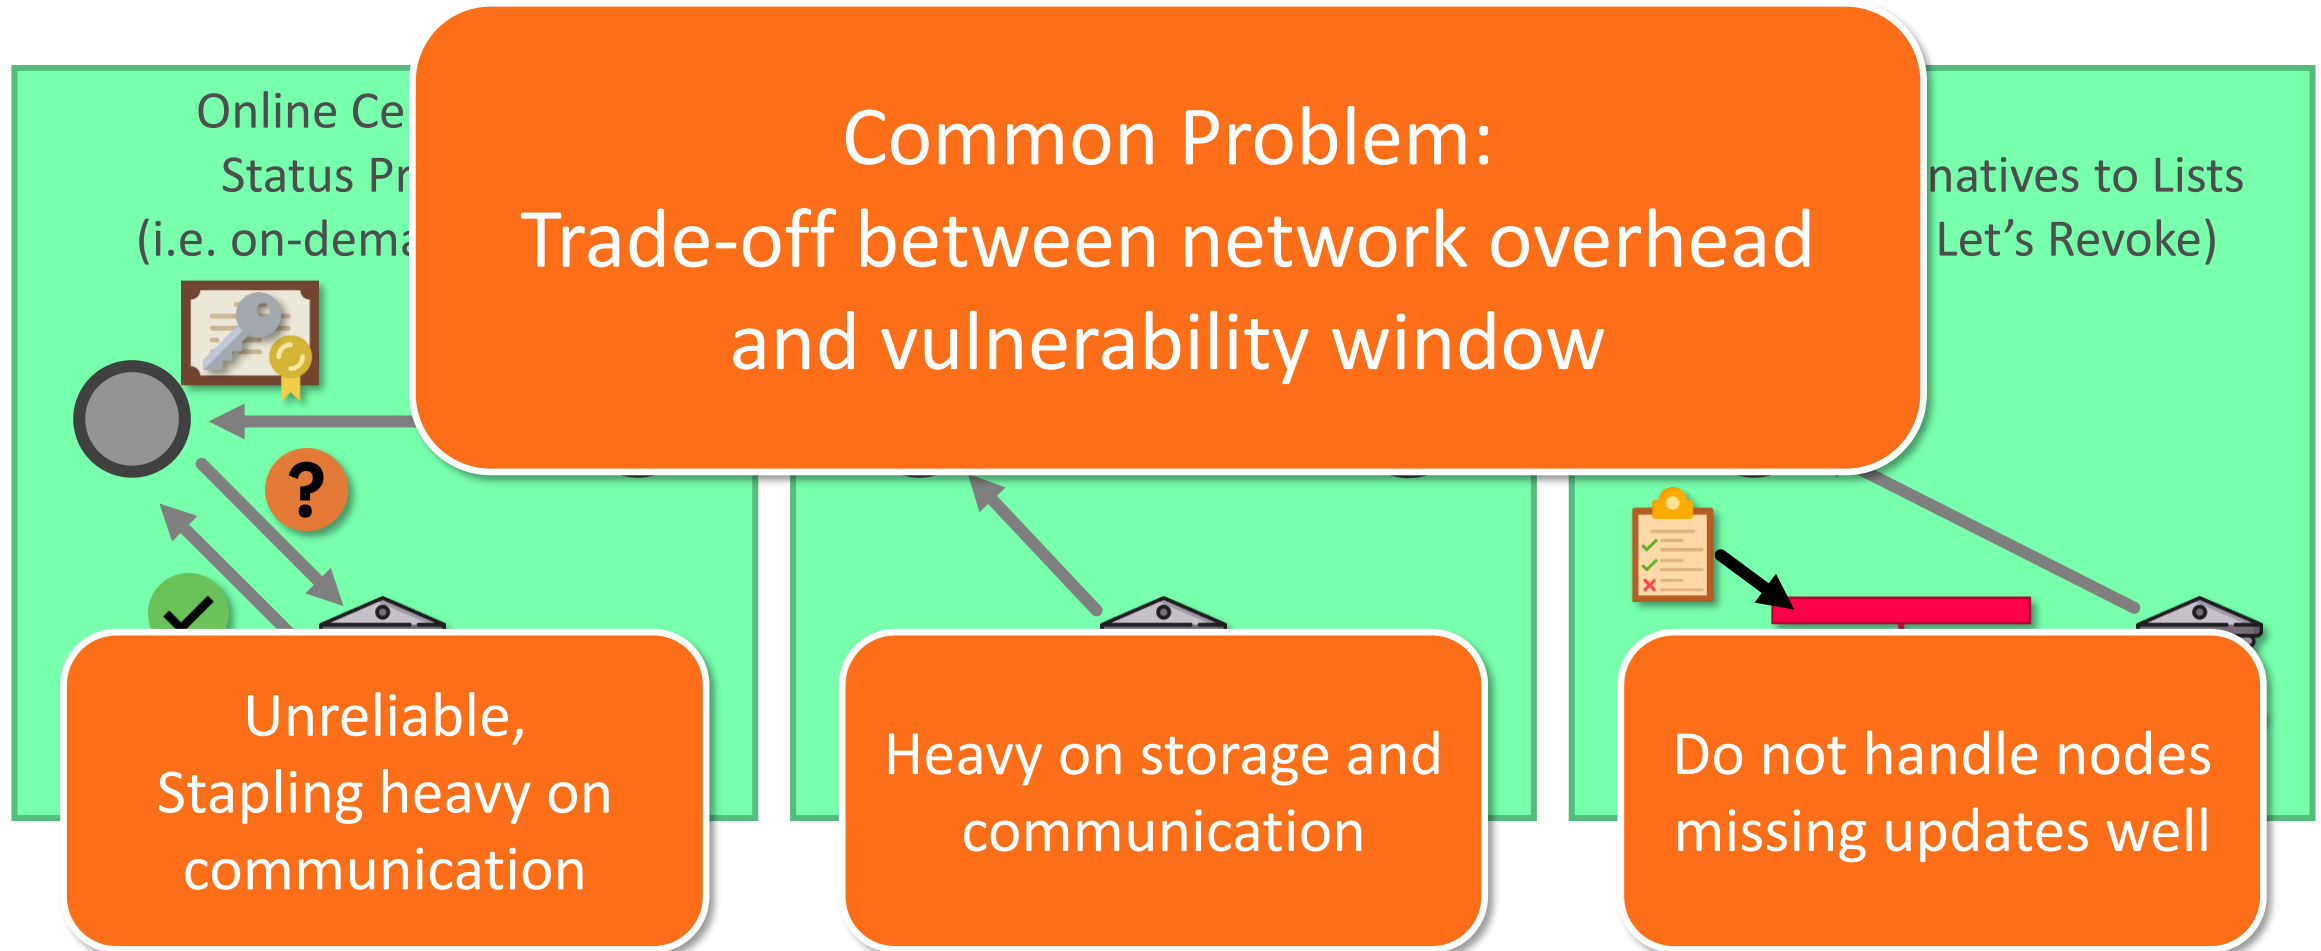 Online Ce
Status Pr
(i.e. on-dema
Common Problem:
Trade-off between network overhead
and vulnerability window
natives to Lists
Let’s Revoke)
?
Unreliable,
Stapling heavy on
communication
Heavy on storage and
communication
Do not handle nodes
missing updates well